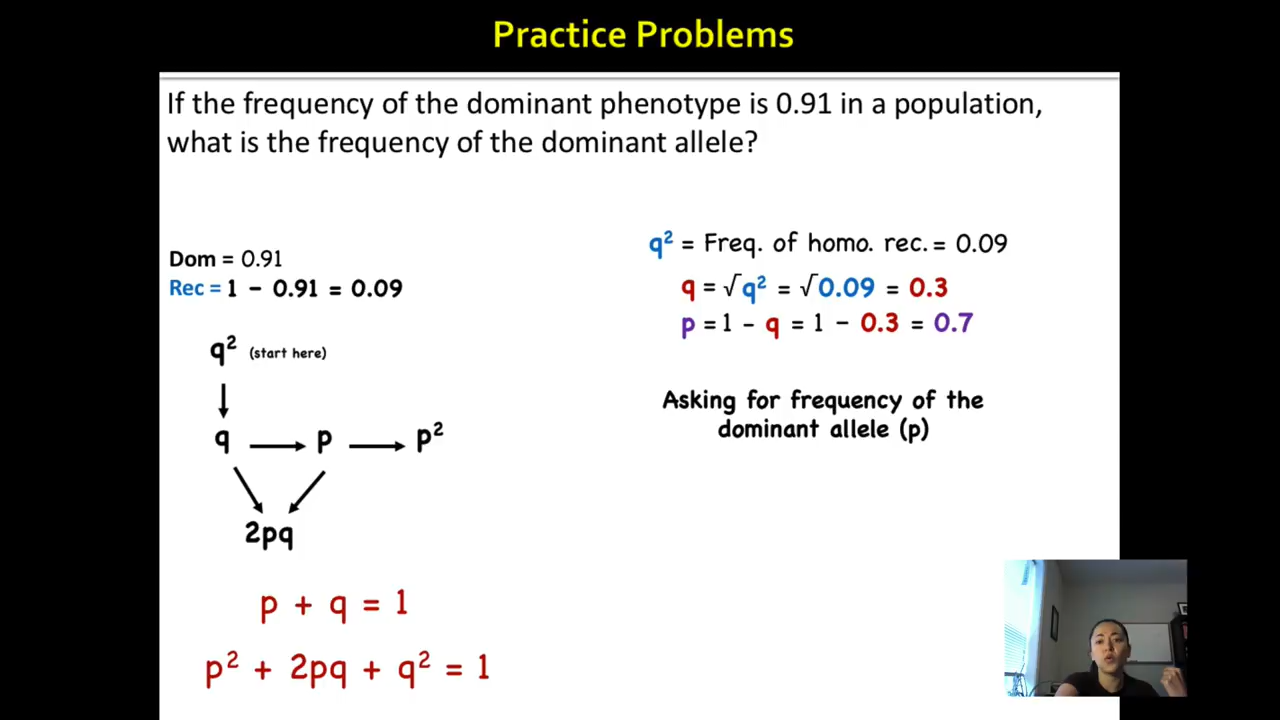 Practice Problems
If the frequency of the dominant phenotype is 0.91 in a population,
what is the frequency of the dominant allele?
Dom = 0.91
Rec = 1 - 0.91 = 0.09
q² (start here)
q p p²
2pq
p + q = 1
p² + 2pq + q² = 1
q² = Freq. of homo. rec. = 0.09
q = √q² = √0.09 = 0.3
p = 1 - q = 1 - 0.3 = 0.7
Asking for frequency of the
dominant allele (p)